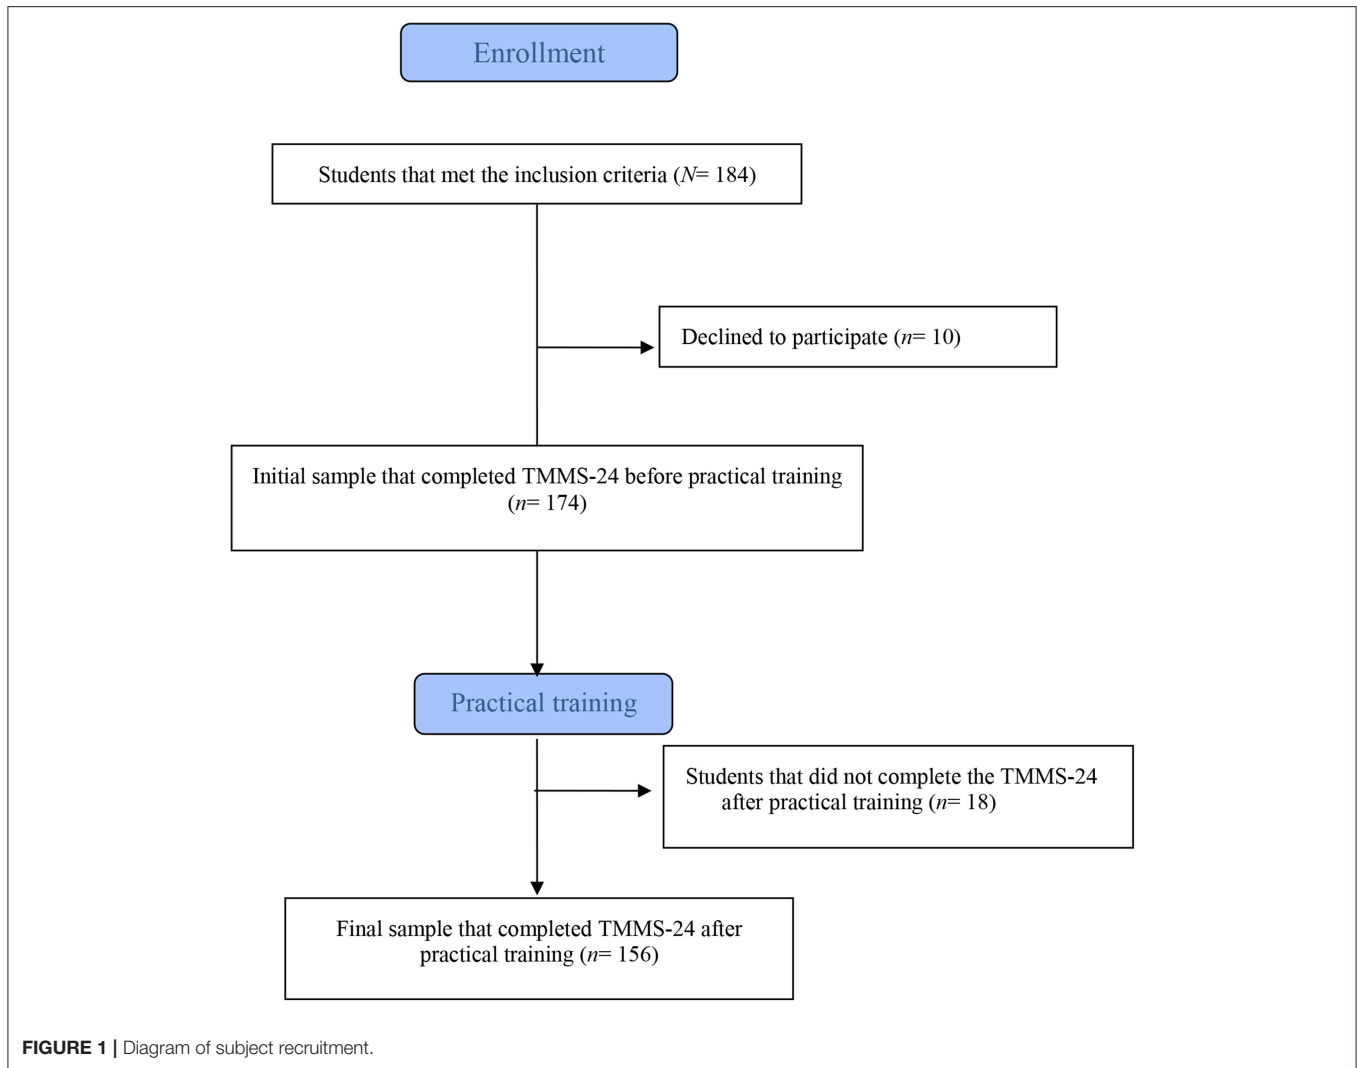 Enrollment
Students that met the inclusion criteria (N= 184)
Declined to participate (n= 10)
Initial sample that completed TMMS-24 before practical training
(n= 174)
Practical training
Students that did not complete the TMMS-24
after practical training (n= 18)
Final sample that completed TMMS-24 after
practical training (n= 156)
FIGURE 1 | Diagram of subject recruitment.